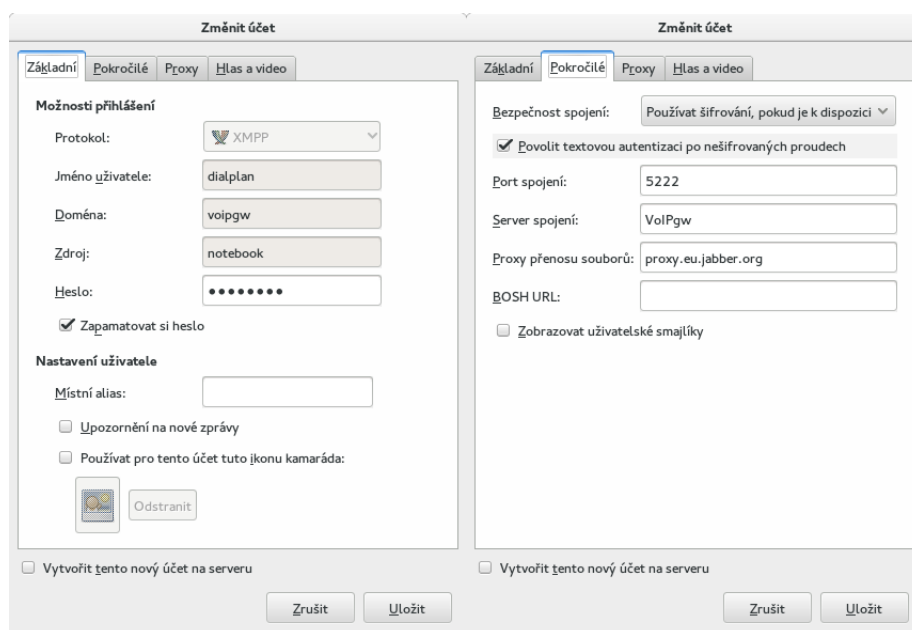 Změnit účet
Základní Pokročilé Proxy Hlas a video
Možnosti přihlášení
Protokol: XMPP
Jméno uživatele: dialplan
Doména: voipgw
Zdroj: notebook
Heslo: ●●●●●●●●
Zapamatovat si heslo
Nastavení uživatele
Místní alias:
Upozornění na nové zprávy
Používat pro tento účet tuto ikonu kamaráda:
Odstranit
Vytvořit tento nový účet na serveru
Zrušit Uložit
Změnit účet
Základní Pokročilé Proxy Hlas a video
Bezpečnost spojení: Používat šifrování, pokud je k dispozici
Povolit textovou autentizaci po nešifrovaných proudech
Port spojení: 5222
Server spojení: VoIPgw
Proxy přenosu souborů: proxy.eu.jabber.org
BOSH URL:
Zobrazovat uživatelské smajlíky
Vytvořit tento nový účet na serveru
Zrušit Uložit